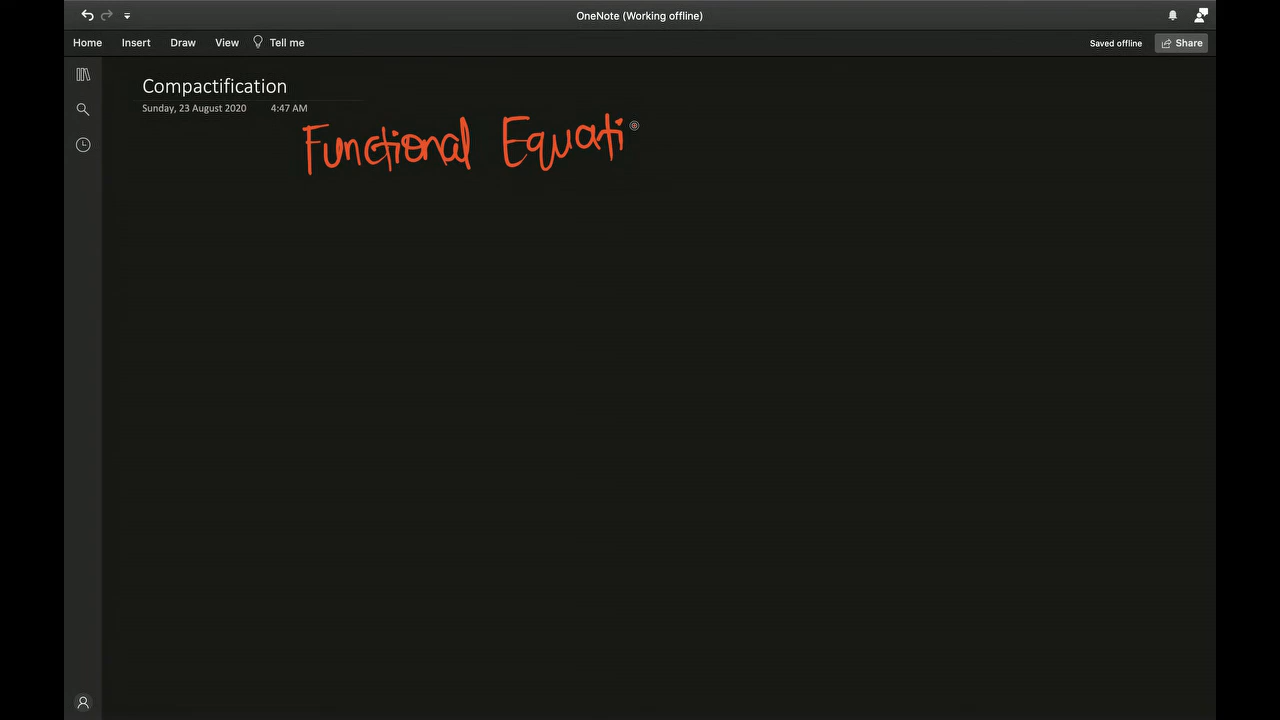 OneNote (Working offline)
Home Insert Draw View Tell me
Saved offline Share
Compactification
Sunday, 23 August 2020 4:47 AM
Functional Equati